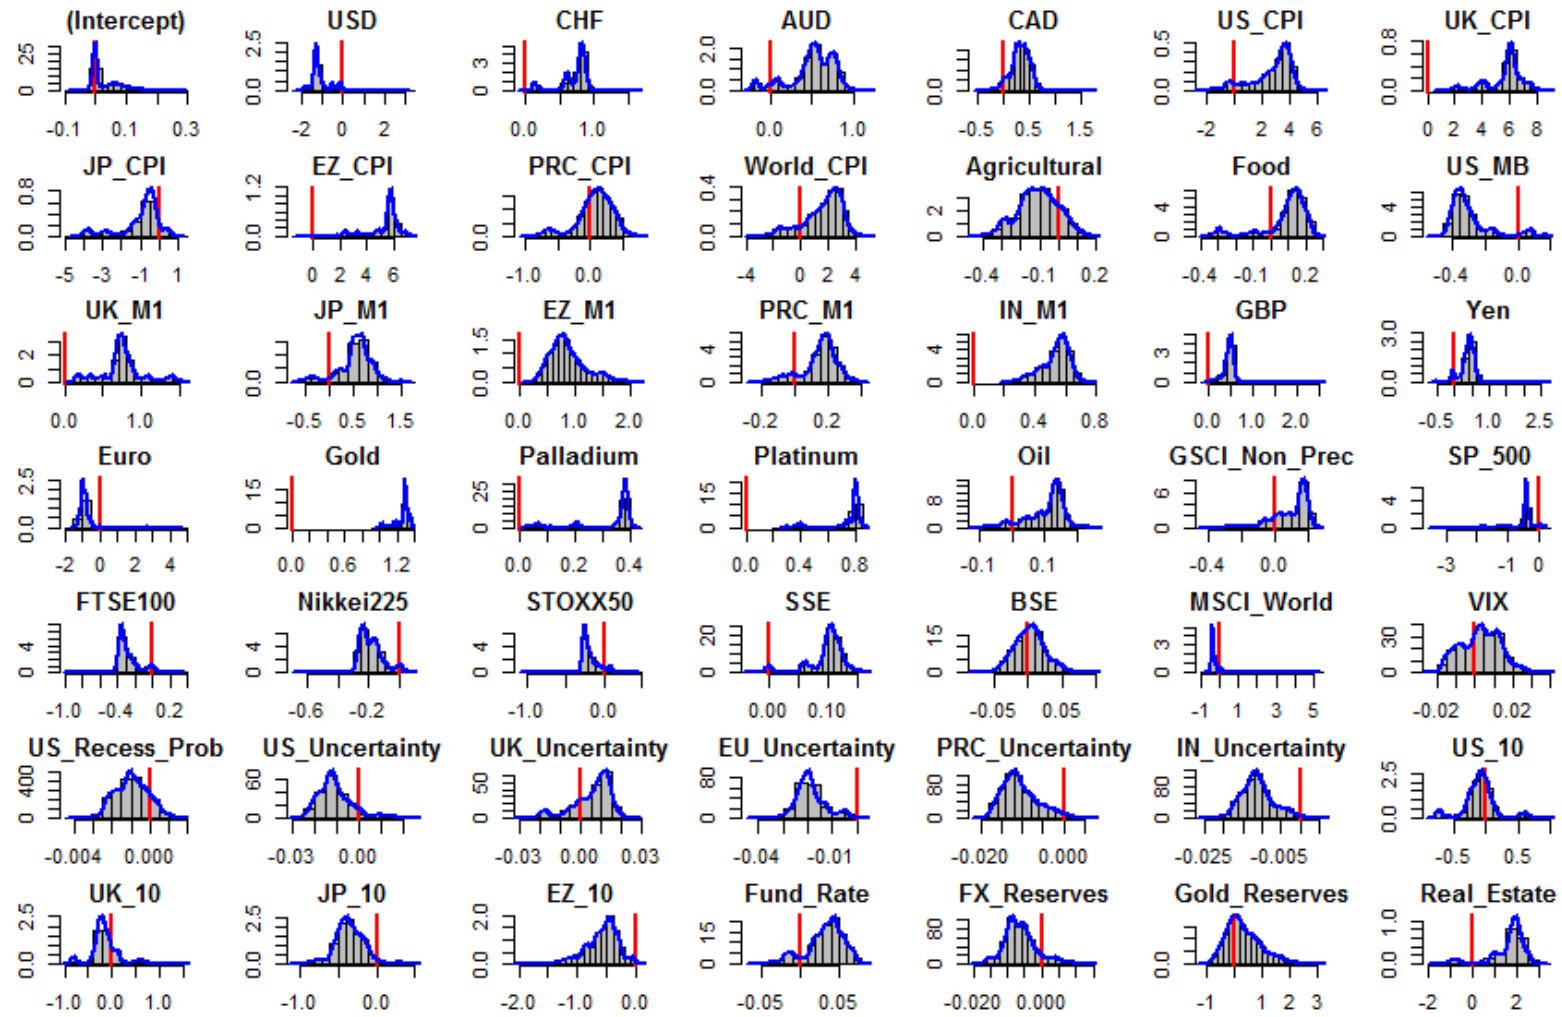 (Intercept) USD CHF AUD CAD US_CPI UK_CPI
25 0 2.5 0.0 3 0 2.0 0.0 0.0 0.5 0.0 0.8 0.0
-0.1 0.1 0.3 -2 0 2 0.0 1.0 0.0 1.0 -0.5 0.5 1.5 -2 2 4 6 0 2 4 6 8
JP_CPI EZ_CPI PRC_CPI World_CPI Agricultural Food US_MB
0.8 0.0 1.2 0.0 0.0 0.4 0.0 2 0 4 0 4 0
-5 -3 -1 1 0 2 4 6 -1.0 0.0 -4 0 2 4 -0.4 -0.1 0.2 -0.4 0.0 0.2 -0.4 0.0
UK_M1 JP_M1 EZ_M1 PRC_M1 IN_M1 GBP Yen
2 0 0.0 1.5 0.0 4 0 4 0 3 0 3.0 0.0
0.0 1.0 -0.5 0.5 1.5 0.0 1.0 2.0 -0.2 0.2 0.0 0.4 0.8 0.0 1.0 2.0 -0.5 1.0 2.5
Euro Gold Palladium Platinum Oil GSCI_Non_Prec SP_500
2.5 0.0 15 0 25 0 15 0 8 0 6 0 4 0
-2 0 2 4 0.0 0.6 1.2 0.0 0.2 0.4 0.0 0.4 0.8 -0.1 0.1 -0.4 0.0 -3 -1 0
FTSE100 Nikkei225 STOXX50 SSE BSE MSCI_World VIX
4 0 4 0 4 0 20 0 15 0 3 0 30 0
-1.0 -0.4 0.2 -0.6 -0.2 -1.0 0.0 0.00 0.10 -0.05 0.05 -1 1 3 5 -0.02 0.02
US_Recess_Prob US_Uncertainty UK_Uncertainty EU_Uncertainty PRC_Uncertainty IN_Uncertainty US_10
400 0 60 0 50 0 80 0 80 0 80 0 2.5 0.0
-0.004 0.000 -0.03 0.00 -0.03 0.00 0.03 -0.04 -0.01 -0.020 0.000 -0.025 -0.005 -0.5 0.5
UK_10 JP_10 EZ_10 Fund_Rate FX_Reserves Gold_Reserves Real_Estate
2.5 0.0 2.5 0.0 2.0 0.0 15 0 80 0 0.0 1.0 0.0
-1.0 0.0 1.0 -1.0 0.0 -2.0 -1.0 0.0 -0.05 0.05 -0.020 0.000 -1 1 2 3 -2 0 2